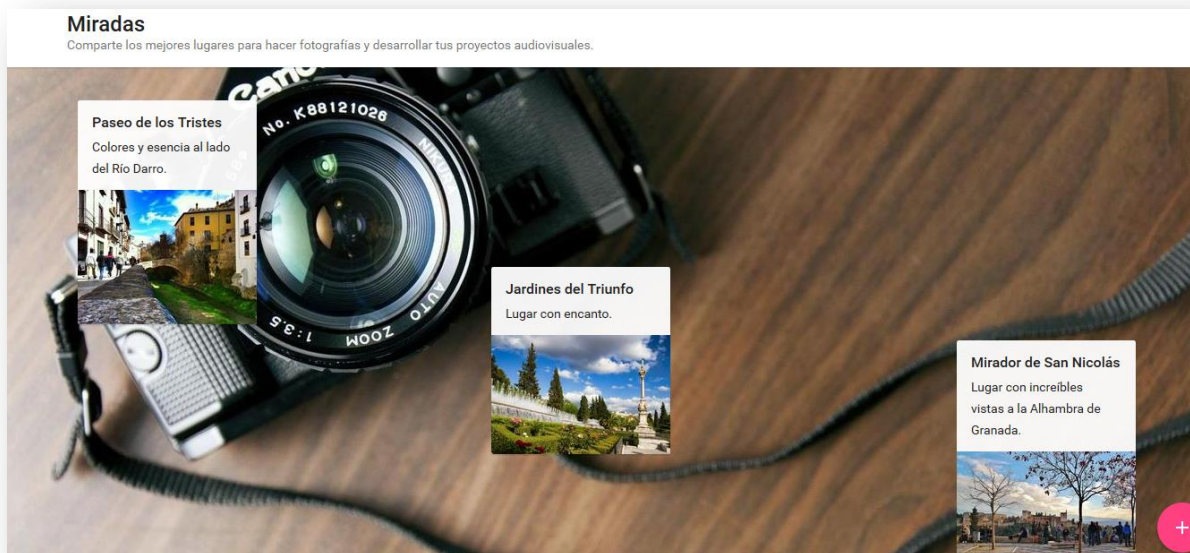 Miradas
Comparte los mejores lugares para hacer fotografías y desarrollar tus proyectos audiovisuales.
Paseo de los Tristes
Colores y esencia al lado
del Río Darro.
No. K88121026
AUTO
ZOOM
1:3.5
Jardines del Triunfo
Lugar con encanto.
Mirador de San Nicolás
Lugar con increíbles
vistas a la Alhambra de
Granada.
+